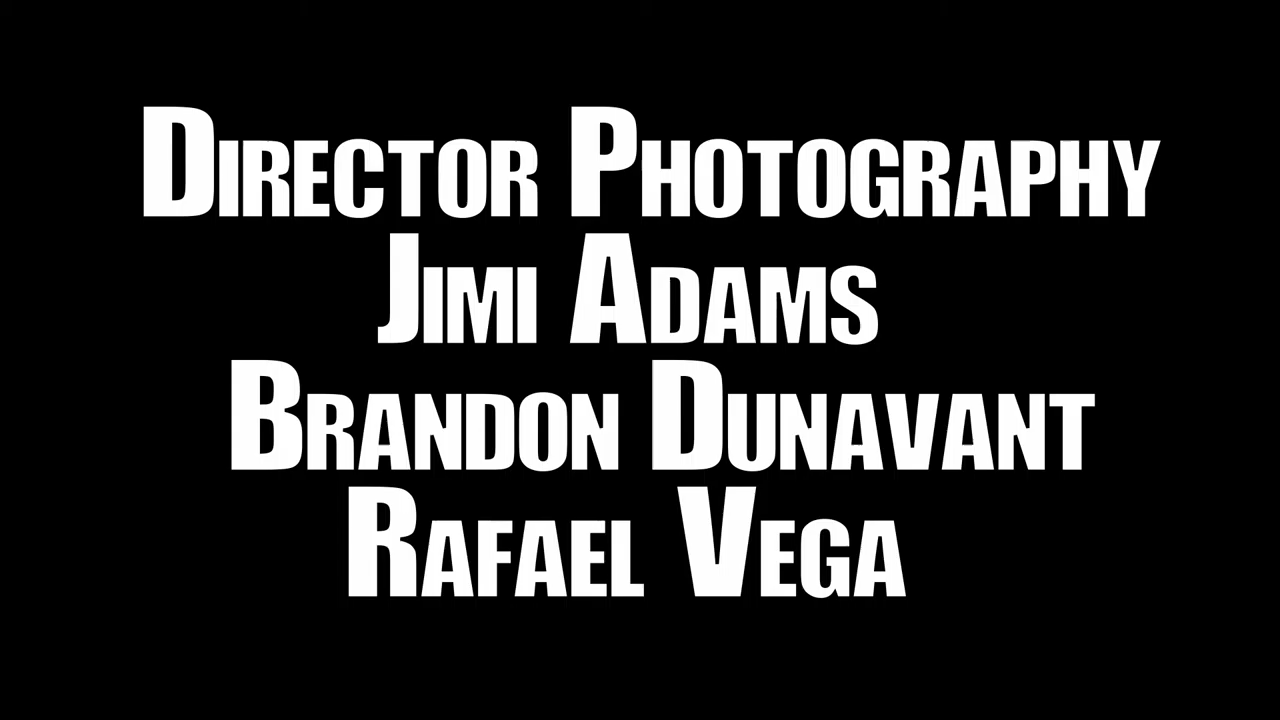 Director Photography
Jimi Adams
Brandon Dunavant
Rafael Vega